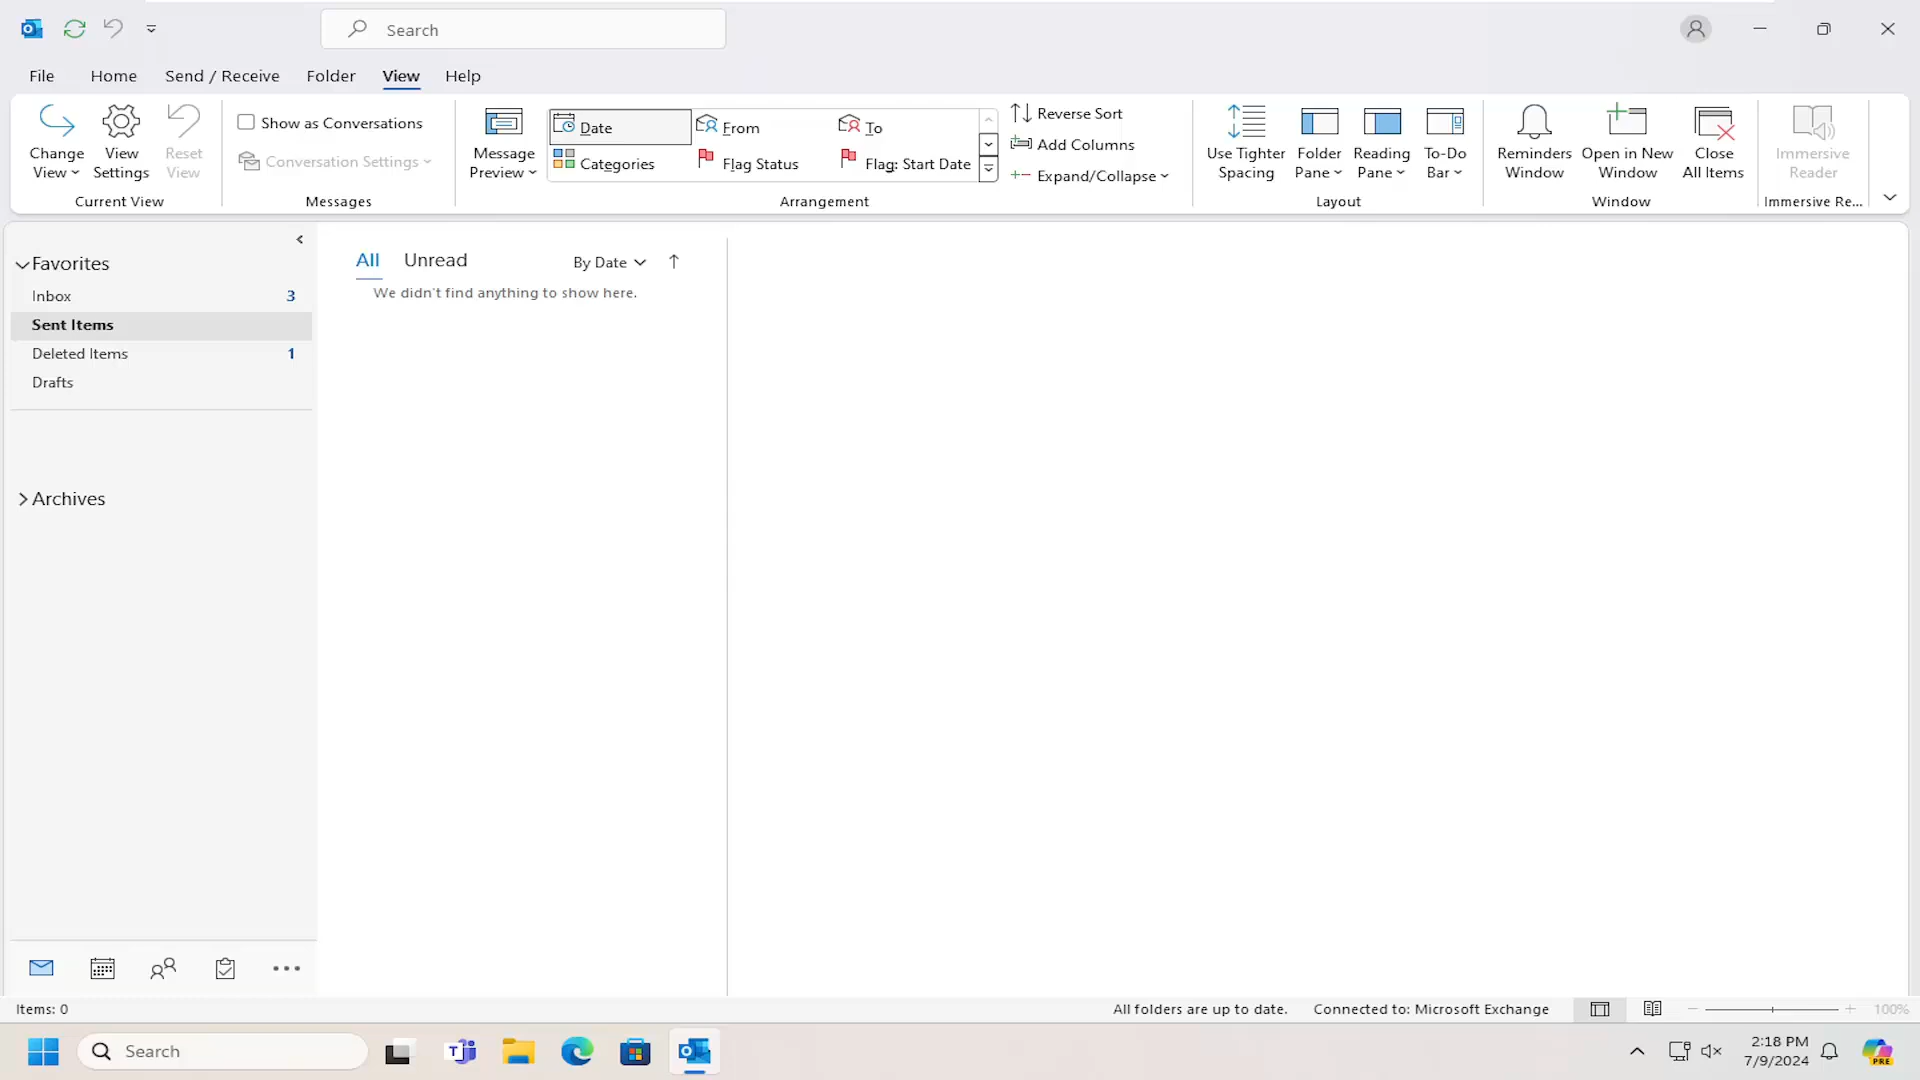 Search
File Home Send / Receive Folder View Help
Change View
View Settings
Reset View
Current View
Show as Conversations
Conversation Settings
Messages
Message Preview
Date From To
Categories Flag Status Flag: Start Date
Reverse Sort
Add Columns
Expand/Collapse
Arrangement
Use Tighter Spacing
Folder Pane
Reading Pane
To-Do Bar
Layout
Reminders Window
Open in New Window
Close All Items
Window
Immersive Reader
Immersive Re...
Favorites
Inbox 3
Sent Items
Deleted Items 1
Drafts
Archives
All Unread By Date
We didn't find anything to show here.
Items: 0 All folders are up to date. Connected to: Microsoft Exchange 100%
Search
2:18 PM
7/9/2024
PRE